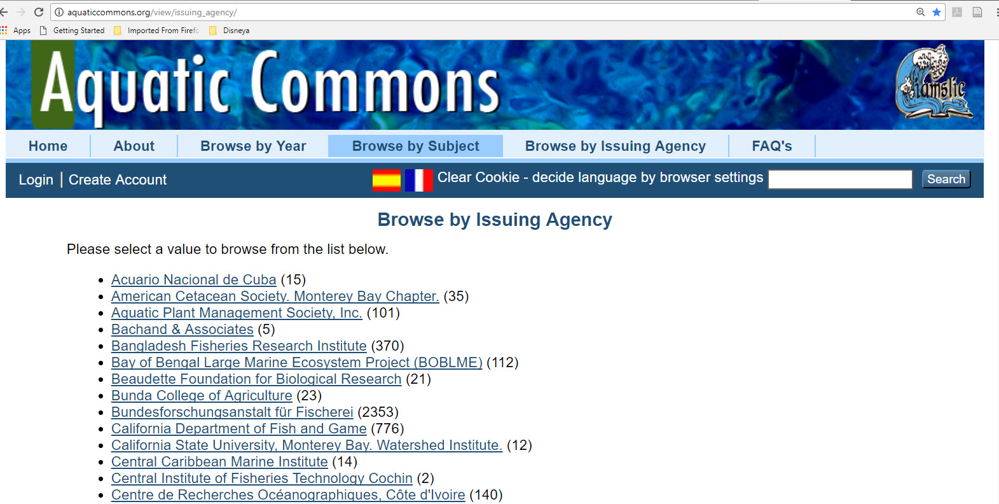 aquaticcommons.org/view/issuing_agency/
Apps Getting Started Imported From Firefo Disneya
Aquatic Commons
Chamslic
Home About Browse by Year Browse by Subject Browse by Issuing Agency FAQ's
Login | Create Account Clear Cookie - decide language by browser settings Search
Browse by Issuing Agency
Please select a value to browse from the list below.
• Acuario Nacional de Cuba (15)
• American Cetacean Society. Monterey Bay Chapter. (35)
• Aquatic Plant Management Society, Inc. (101)
• Bachand & Associates (5)
• Bangladesh Fisheries Research Institute (370)
• Bay of Bengal Large Marine Ecosystem Project (BOBLME) (112)
• Beaudette Foundation for Biological Research (21)
• Bunda College of Agriculture (23)
• Bundesforschungsanstalt für Fischerei (2353)
• California Department of Fish and Game (776)
• California State University, Monterey Bay. Watershed Institute. (12)
• Central Caribbean Marine Institute (14)
• Central Institute of Fisheries Technology Cochin (2)
• Centre de Recherches Océanographiques, Côte d'Ivoire (140)